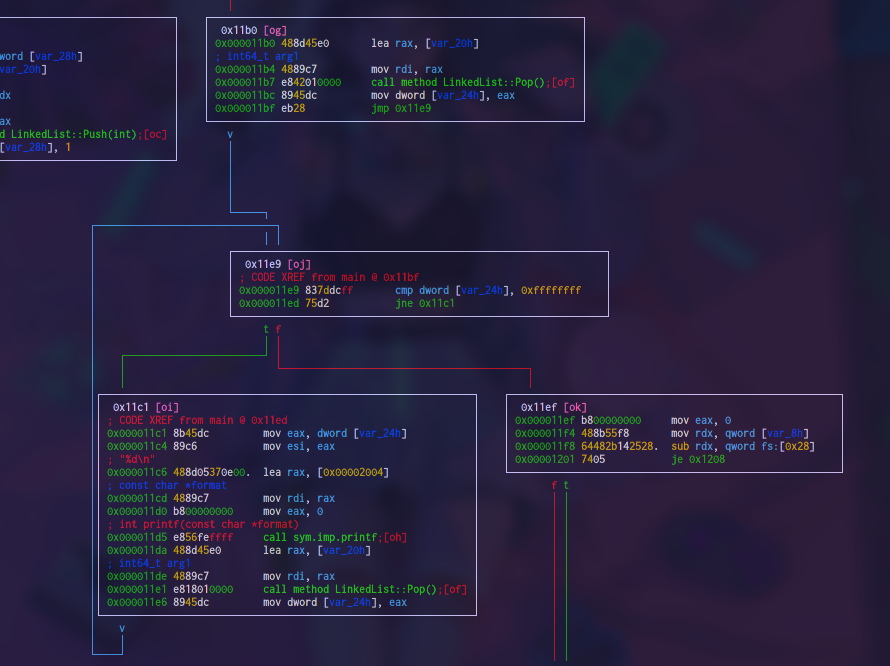 word [var_28h]
var_20h]
dx
ax
d LinkedList::Push(int);[oc]
[var_28h], 1
0x11b0 [og]
0x000011b0 488d45e0 lea rax, [var_20h]
; int64_t arg1
0x000011b4 4889c7 mov rdi, rax
0x000011b7 e842010000 call method LinkedList::Pop();[of]
0x000011bc 8945dc mov dword [var_24h], eax
0x000011bf eb28 jmp 0x11e9
v
0x11e9 [oj]
; CODE XREF from main @ 0x11bf
0x000011e9 837ddcff cmp dword [var_24h], 0xffffffff
0x000011ed 75d2 jne 0x11c1
t f
0x11c1 [oi]
; CODE XREF from main @ 0x11ed
0x000011c1 8b45dc mov eax, dword [var_24h]
0x000011c4 89c6 mov esi, eax
; "%d\n"
0x000011c6 488d05370e00. lea rax, [0x00002004]
; const char *format
0x000011cd 4889c7 mov rdi, rax
0x000011d0 b800000000 mov eax, 0
; int printf(const char *format)
0x000011d5 e856feffff call sym.imp.printf;[oh]
0x000011da 488d45e0 lea rax, [var_20h]
; int64_t arg1
0x000011de 4889c7 mov rdi, rax
0x000011e1 e818010000 call method LinkedList::Pop();[of]
0x000011e6 8945dc mov dword [var_24h], eax
v
0x11ef [ok]
0x000011ef b800000000 mov eax, 0
0x000011f4 488b55f8 mov rdx, qword [var_8h]
0x000011f8 64482b142528. sub rdx, qword fs:[0x28]
0x00001201 7405 je 0x1208
f t